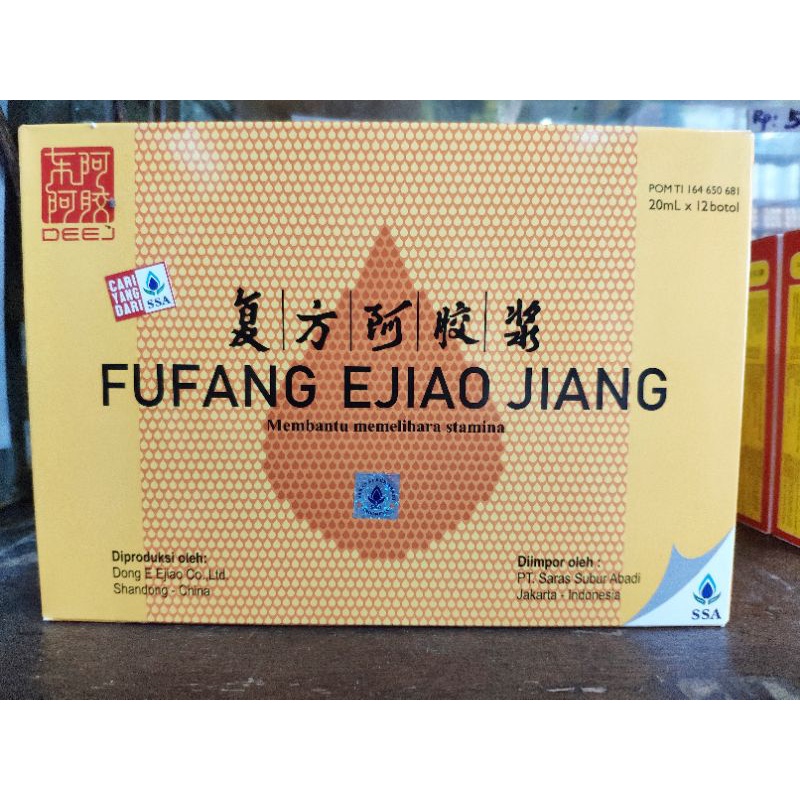 Rp: 5
东阿
阿胶
DEEJ
POM TI 164 650 681
20mL x 12 botol
CARI
YANG
DARI
SSA
复方阿胶浆
FUFANG EJIAO JIANG
Membantu memelihara stamina
Diproduksi oleh:
Dong E Ejiao Co.,Ltd.
Shandong - China
Diimpor oleh :
PT. Saras Subur Abadi
Jakarta - Indonesia
SSA